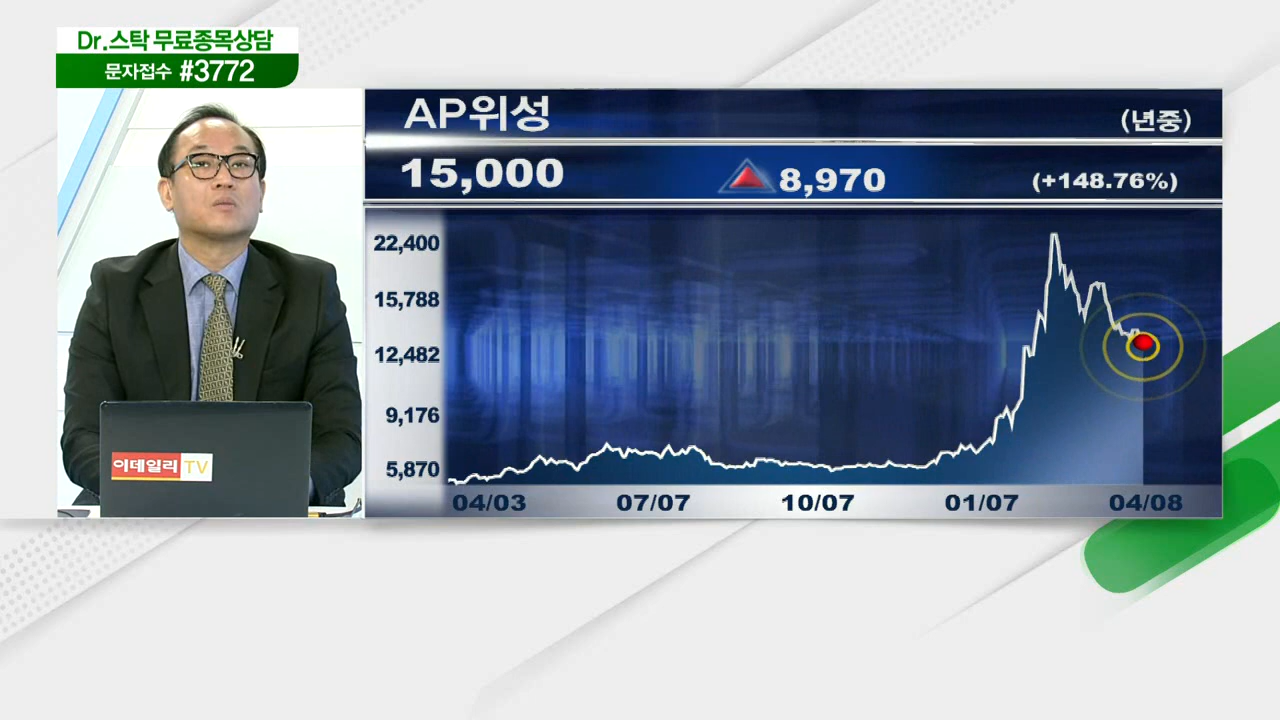 Dr.스탁 무료종목상담
문자접수 #3772
AP위성
(년중)
15,000
8,970
(+148.76%)
22,400
15,788
12,482
9,176
5,870
04/03
07/07
10/07
01/07
04/08
이데일리 TV